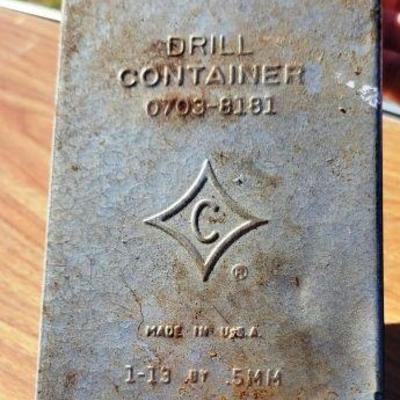 DRILL
CONTAINER
0703-8181
C
®
MADE IN U.S.A.
1-13 BY .5MM